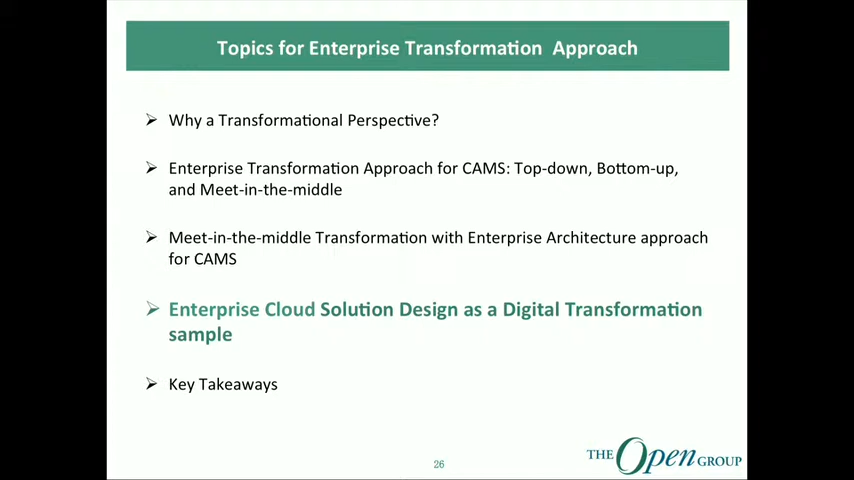 Topics for Enterprise Transformation Approach
➢ Why a Transformational Perspective?
➢ Enterprise Transformation Approach for CAMS: Top-down, Bottom-up,
and Meet-in-the-middle
➢ Meet-in-the-middle Transformation with Enterprise Architecture approach
for CAMS
➢ Enterprise Cloud Solution Design as a Digital Transformation
sample
➢ Key Takeaways
26
THE Open GROUP